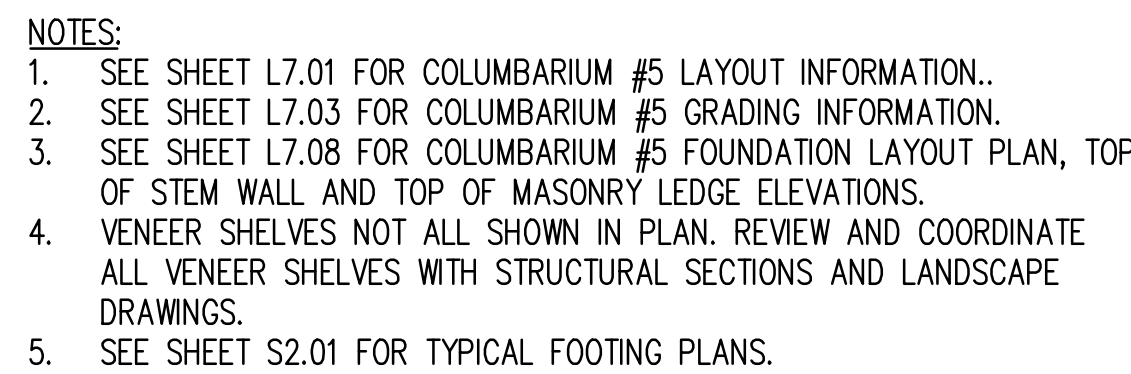 NOTES:
1. SEE SHEET L7.01 FOR COLUMBARIUM #5 LAYOUT INFORMATION..
2. SEE SHEET L7.03 FOR COLUMBARIUM #5 GRADING INFORMATION.
3. SEE SHEET L7.08 FOR COLUMBARIUM #5 FOUNDATION LAYOUT PLAN, TOP
OF STEM WALL AND TOP OF MASONRY LEDGE ELEVATIONS.
4. VENEER SHELVES NOT ALL SHOWN IN PLAN. REVIEW AND COORDINATE
ALL VENEER SHELVES WITH STRUCTURAL SECTIONS AND LANDSCAPE
DRAWINGS.
5. SEE SHEET S2.01 FOR TYPICAL FOOTING PLANS.